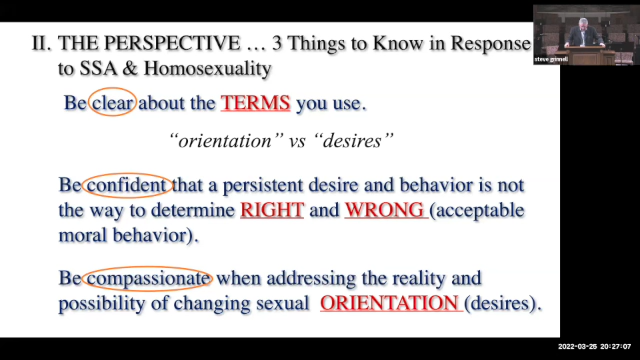 II. THE PERSPECTIVE … 3 Things to Know in Response
to SSA & Homosexuality
Be clear about the TERMS you use.
“orientation” vs “desires”
Be confident that a persistent desire and behavior is not
the way to determine RIGHT and WRONG (acceptable
moral behavior).
Be compassionate when addressing the reality and
possibility of changing sexual ORIENTATION (desires).
steve grinnell
2022-03-25 20:27:07